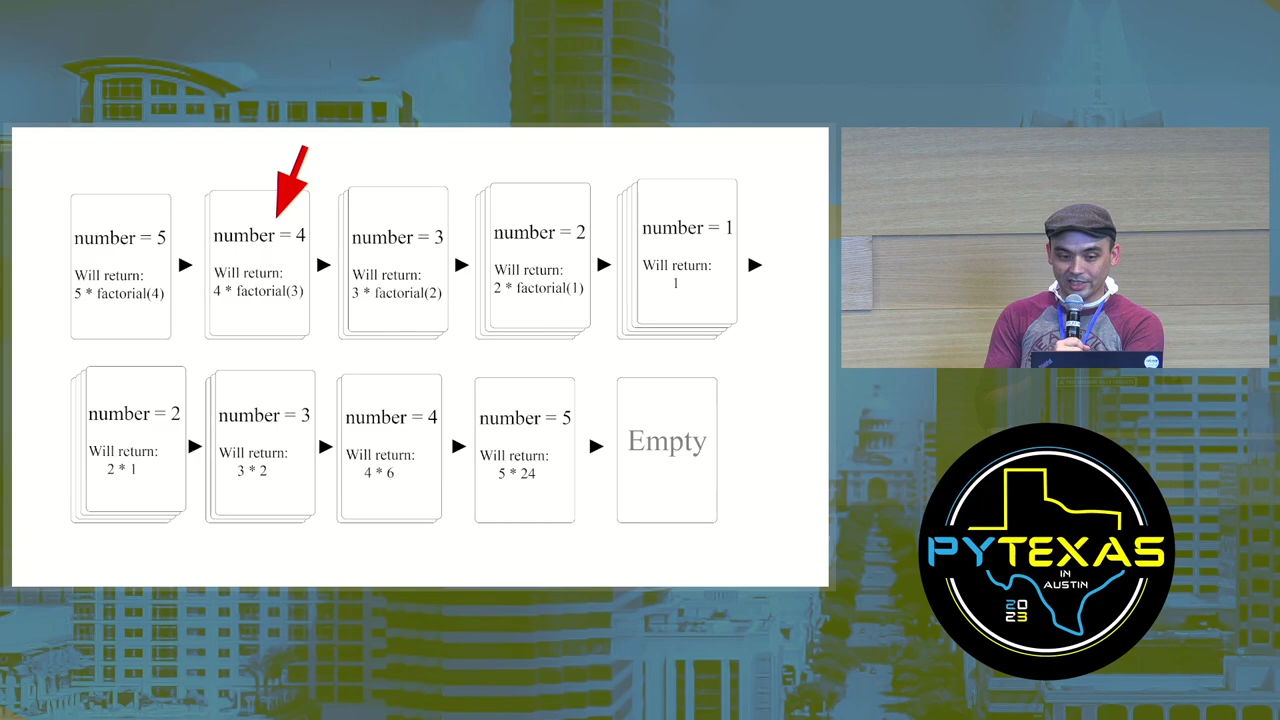 number = 5
Will return:
5 * factorial(4)
number = 4
Will return:
4 * factorial(3)
number = 3
Will return:
3 * factorial(2)
number = 2
Will return:
2 * factorial(1)
number = 1
Will return:
1
number = 2
Will return:
2 * 1
number = 3
Will return:
3 * 2
number = 4
Will return:
4 * 6
number = 5
Will return:
5 * 24
Empty
PYTEXAS
IN
AUSTIN
20
23